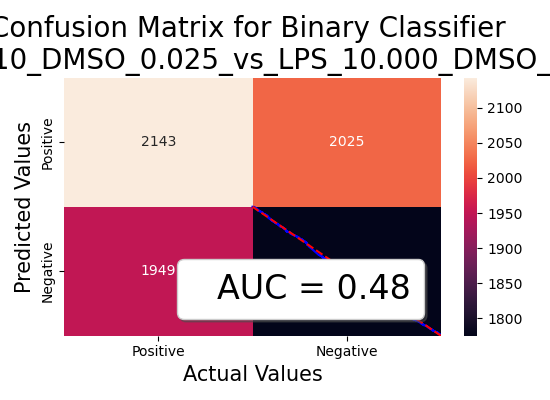 Confusion Matrix for Binary Classifier
10_DMSO_0.025_vs_LPS_10.000_DMSO_
Predicted Values
Positive
Negative
2143
2025
1949
AUC = 0.48
Positive
Negative
Actual Values
2100
2050
2000
1950
1900
1850
1800